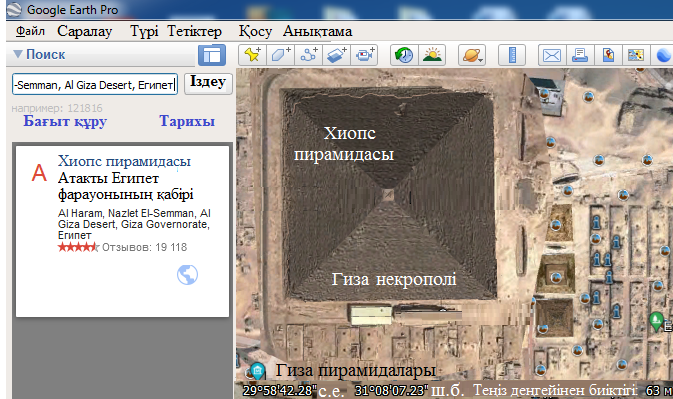 Google Earth Pro
Файл Саралау Түрі Тетіктер Қосу Анықтама
Поиск
-Semman, Al Giza Desert, Египет
Іздеу
например: 121816
Бағыт құру Тарихы
A
Хиопс пирамидасы
Атакты Египет
фарауонының қабірі
Al Haram, Nazlet El-Semman, Al
Giza Desert, Giza Governorate,
Египет
Отзывов: 19 118
Хиопс
пирамидасы
Гиза некрополі
Гиза пирамидалары
29°58'42.28" с.е. 31°08'07.23" ш.б. Теңіз деңгейінен биіктігі: 63 м